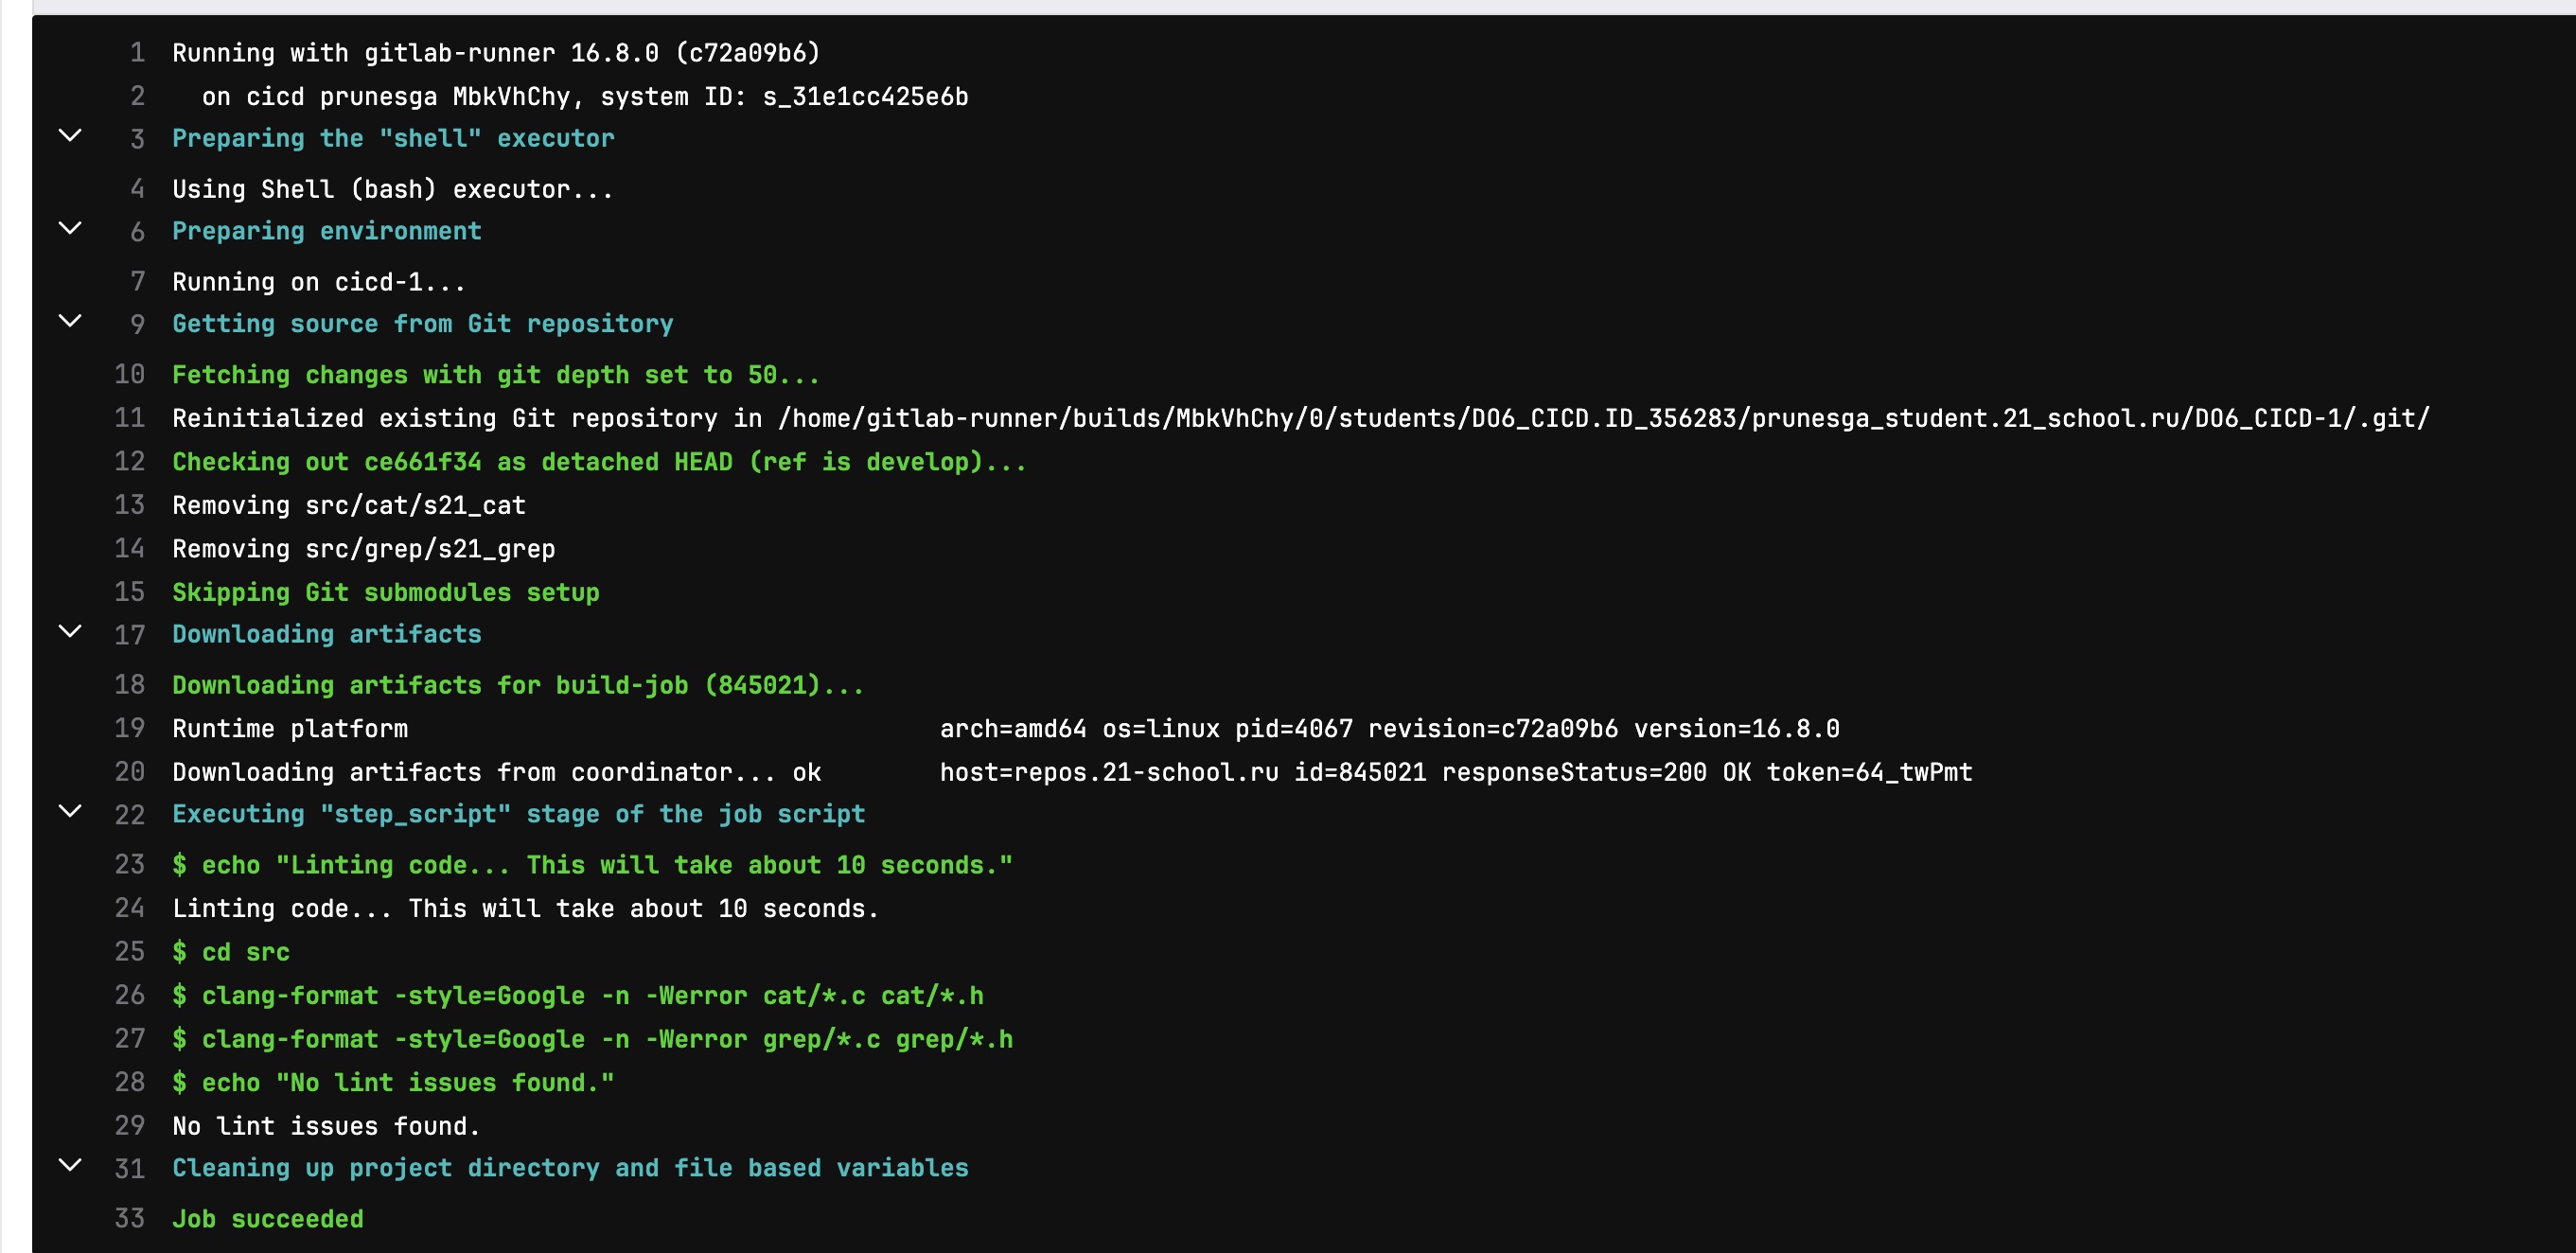 1 Running with gitlab-runner 16.8.0 (c72a09b6)
2 on cicd prunesga MbkVhChy, system ID: s_31e1cc425e6b
3 Preparing the "shell" executor
4 Using Shell (bash) executor...
6 Preparing environment
7 Running on cicd-1...
9 Getting source from Git repository
10 Fetching changes with git depth set to 50...
11 Reinitialized existing Git repository in /home/gitlab-runner/builds/MbkVhChy/0/students/DO6_CICD.ID_356283/prunesga_student.21_school.ru/DO6_CICD-1/.git/
12 Checking out ce661f34 as detached HEAD (ref is develop)...
13 Removing src/cat/s21_cat
14 Removing src/grep/s21_grep
15 Skipping Git submodules setup
17 Downloading artifacts
18 Downloading artifacts for build-job (845021)...
19 Runtime platform arch=amd64 os=linux pid=4067 revision=c72a09b6 version=16.8.0
20 Downloading artifacts from coordinator... ok host=repos.21-school.ru id=845021 responseStatus=200 OK token=64_twPmt
22 Executing "step_script" stage of the job script
23 $ echo "Linting code... This will take about 10 seconds."
24 Linting code... This will take about 10 seconds.
25 $ cd src
26 $ clang-format -style=Google -n -Werror cat/*.c cat/*.h
27 $ clang-format -style=Google -n -Werror grep/*.c grep/*.h
28 $ echo "No lint issues found."
29 No lint issues found.
31 Cleaning up project directory and file based variables
33 Job succeeded